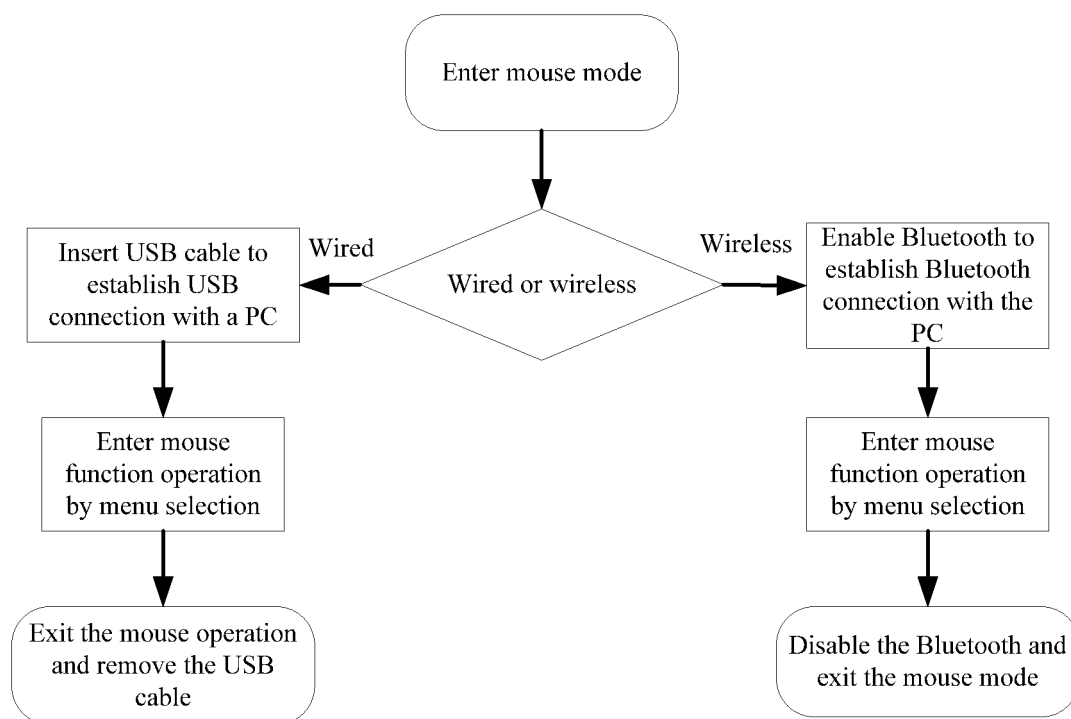 Enter mouse mode
Wired
Wireless
Insert USB cable to
establish USB
connection with a PC
Wired or wireless
Enable Bluetooth to
establish Bluetooth
connection with the
PC
Enter mouse
function operation
by menu selection
Enter mouse
function operation
by menu selection
Exit the mouse operation
and remove the USB
cable
Disable the Bluetooth and
exit the mouse mode